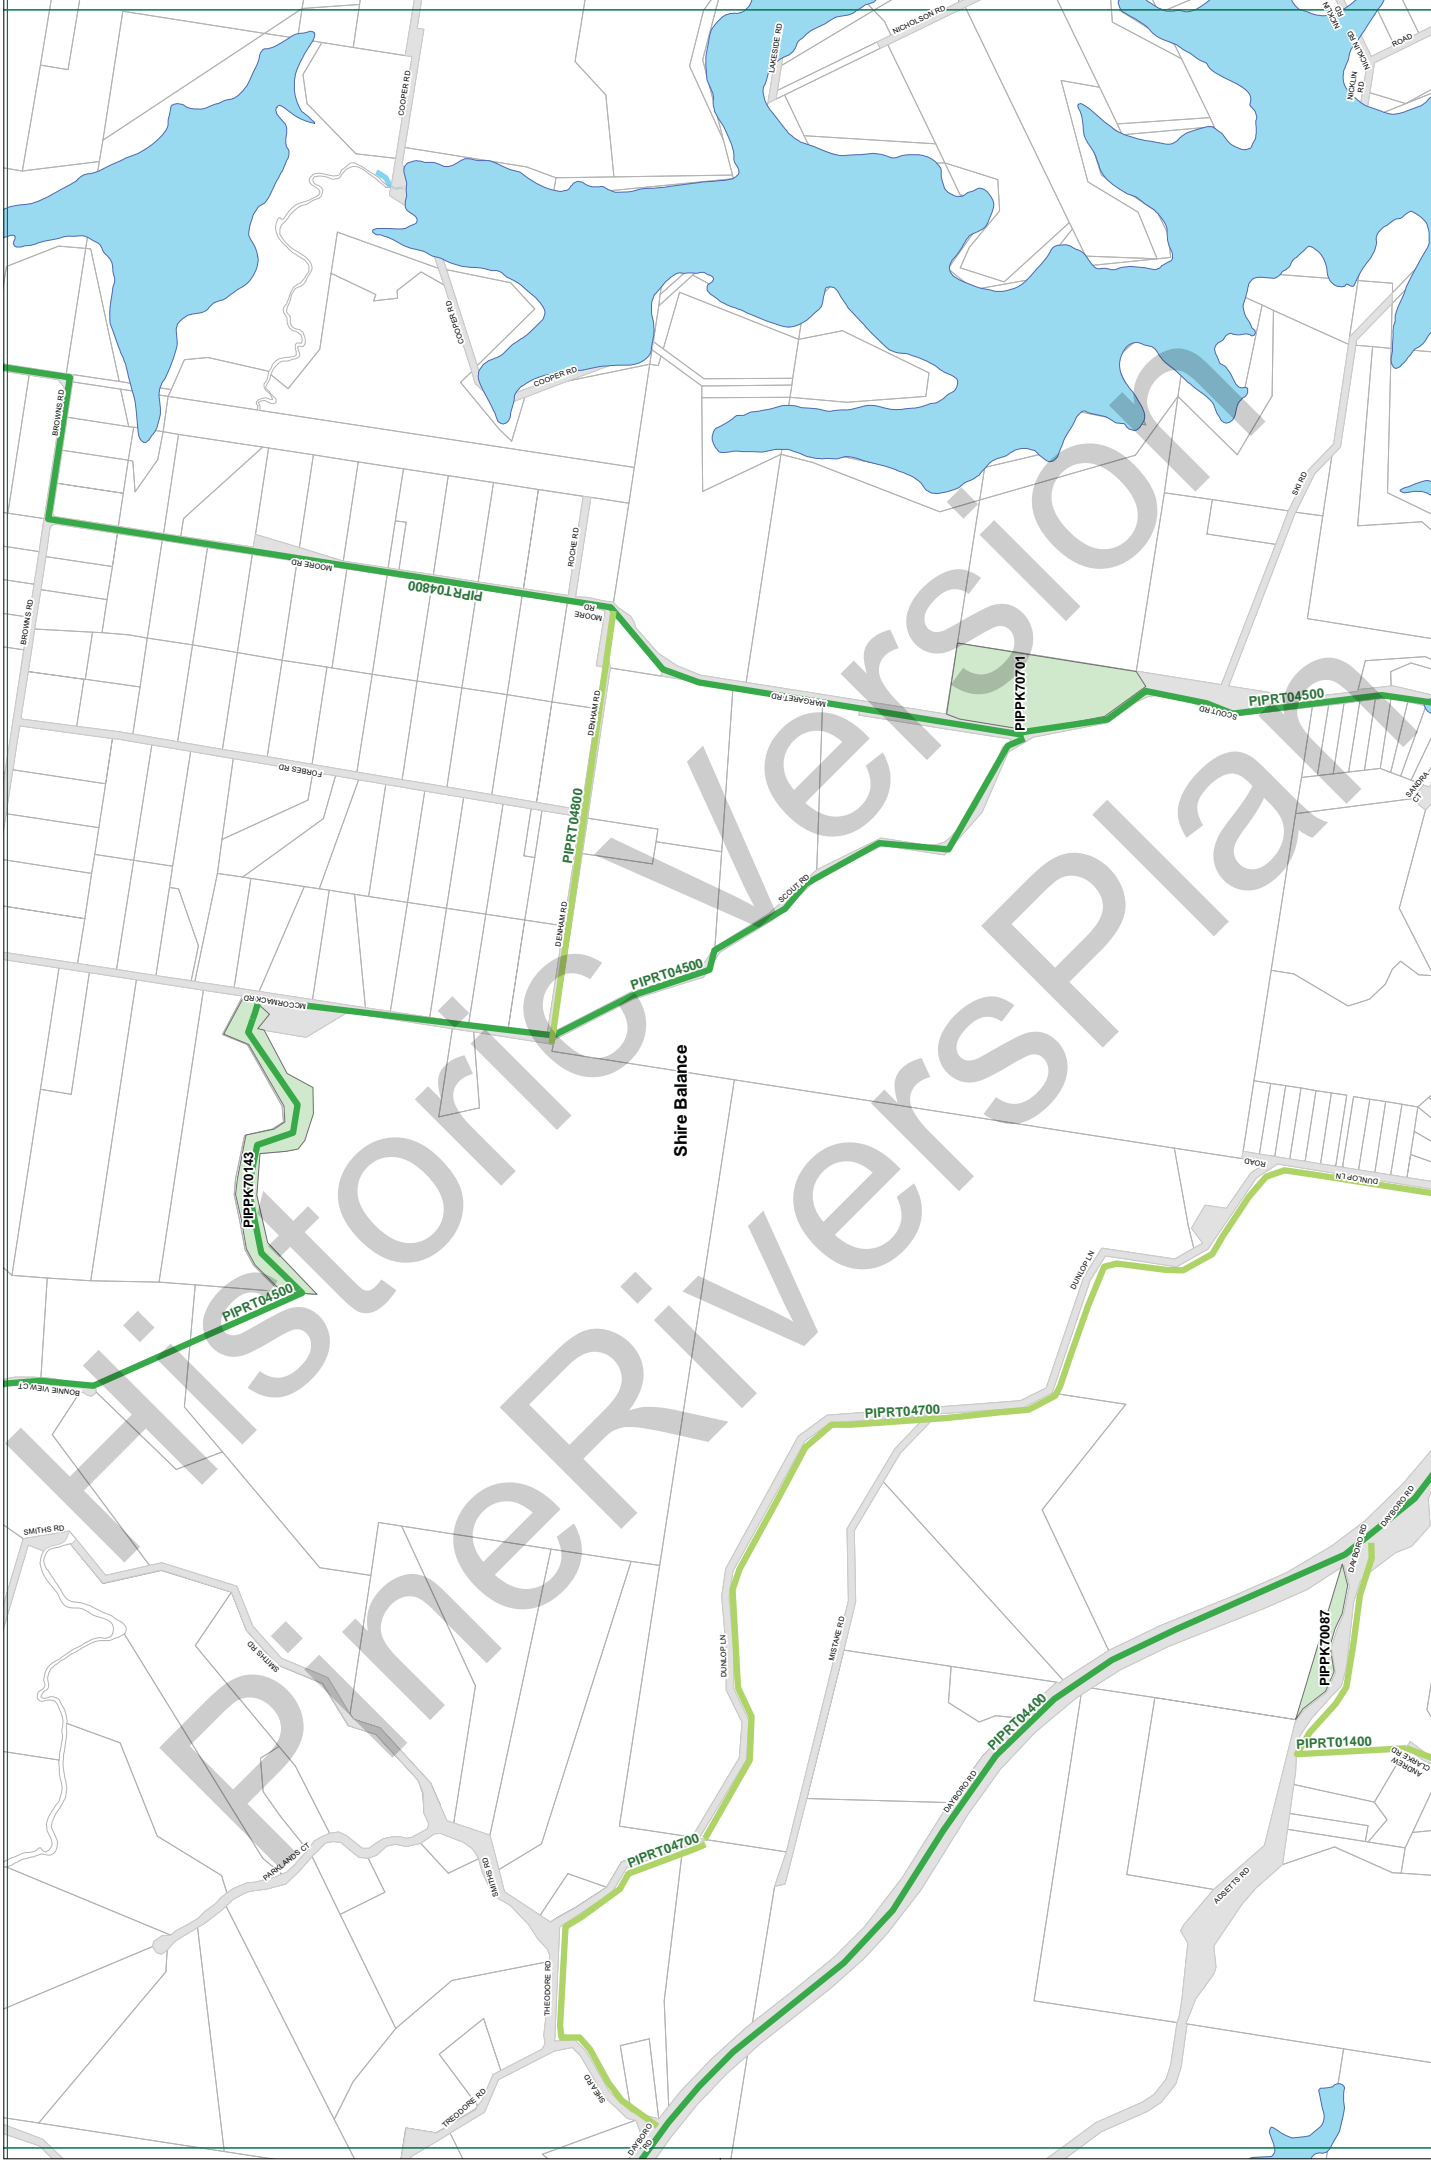 NICHOLSON RD
LAKESIDE RD
NICKLIN
RD
NICKLIN RD
NICKLIN
RD
ROAD
COOPER RD
COOPER RD
COOPER RD
BROWNS RD
SKI RD
MOORE RD
PIPRT04800
ROCHE RD
MOORE
RD
BROWNS RD
DENHAM RD
MARGARET RD
PIPPK70701
SCOUT RD
PIPRT04500
SANDRA
CT
FORBES RD
PIPRT04800
SCOUT RD
DENHAM RD
PIPRT04500
MCCORMACK RD
Shire Balance
PIPPK70143
ROAD
DUNLOP LN
DUNLOP LN
PIPRT04500
BONNIE VIEW CT
PIPRT04700
DAYBORO RD
DAYBORO RD
SMITHS RD
SMITHS RD
DUNLOP LN
MISTAKE RD
PIPPK70087
PIPRT04400
PIPRT01400
ANDREW
CLARKE RD
DAYBORO RD
PIPRT04700
PARKLANDS CT
SMITHS RD
ADSETTS RD
THEODORE RD
SHEA RD
TREODORE RD
DAYBORO
RD
Historic Version
PineRiversPlan